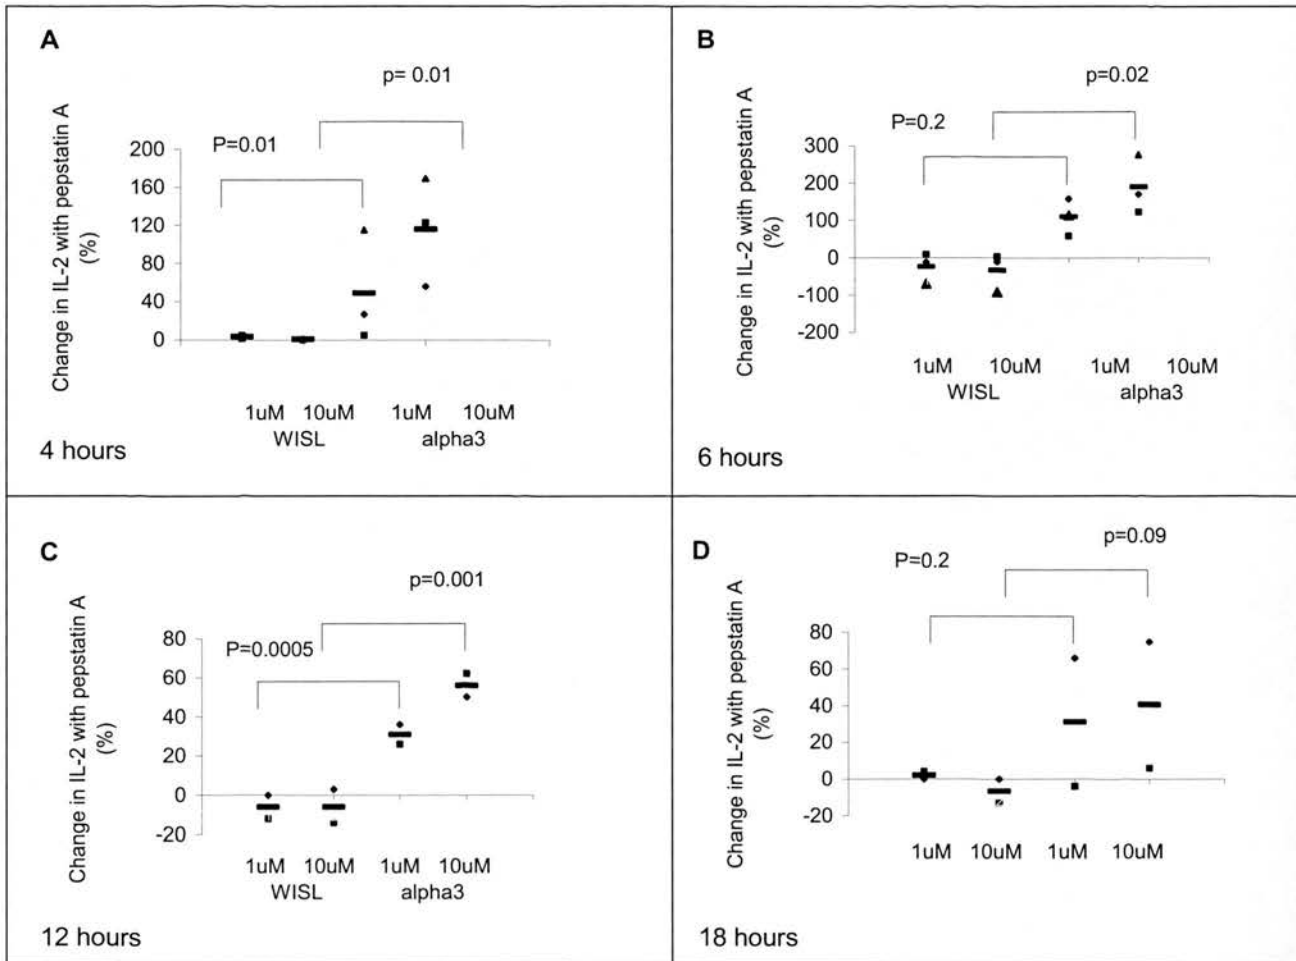 A
p= 0.01
P=0.01
Change in IL-2 with pepstatin A
(%)
200
160
120
80
40
0
1uM 10uM 1uM 10uM
WISL alpha3
4 hours
B
p=0.02
P=0.2
Change in IL-2 with pepstatin A
(%)
300
200
100
0
-100
-200
1uM 10uM 1uM 10uM
WISL alpha3
6 hours
C
p=0.001
P=0.0005
Change in IL-2 with pepstatin A
(%)
80
60
40
20
0
-20
1uM 10uM 1uM 10uM
WISL alpha3
12 hours
D
p=0.09
P=0.2
Change in IL-2 with pepstatin A
(%)
80
60
40
20
0
-20
1uM 10uM 1uM 10uM
18 hours